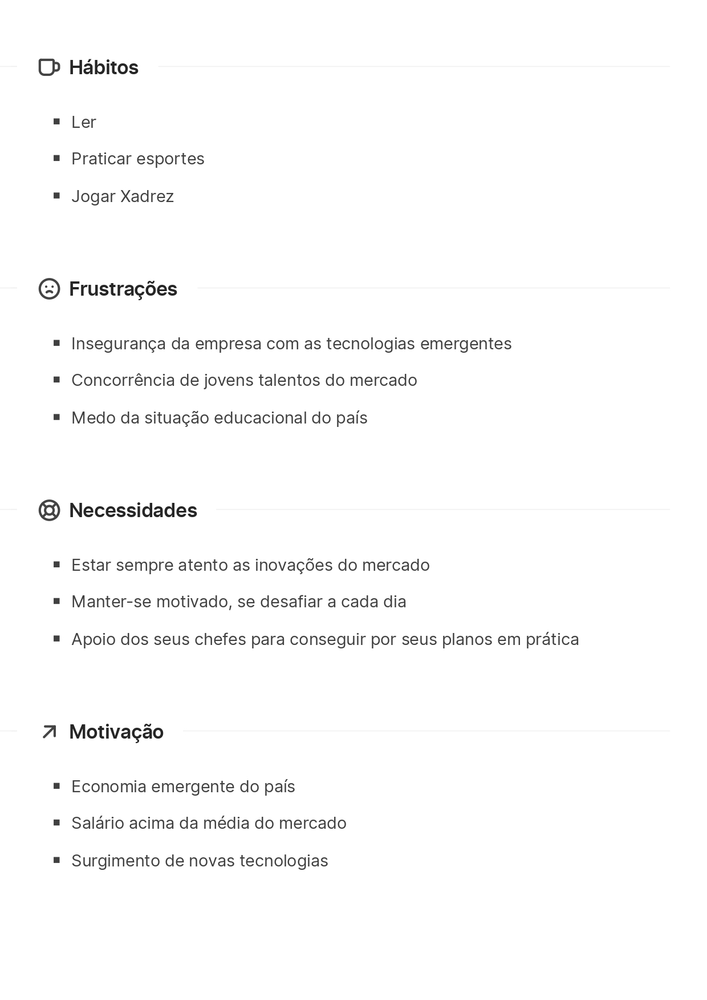 Hábitos
Ler
Praticar esportes
Jogar Xadrez
Frustrações
Insegurança da empresa com as tecnologias emergentes
Concorrência de jovens talentos do mercado
Medo da situação educacional do país
Necessidades
Estar sempre atento as inovações do mercado
Manter-se motivado, se desafiar a cada dia
Apoio dos seus chefes para conseguir por seus planos em prática
Motivação
Economia emergente do país
Salário acima da média do mercado
Surgimento de novas tecnologias